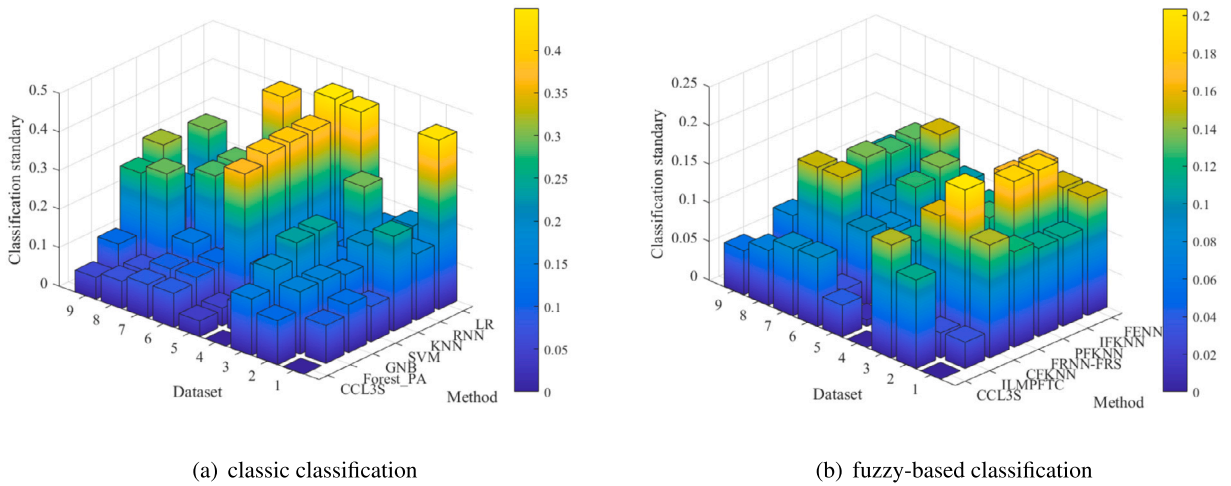 0.5
0.4
0.3
0.2
0.1
0
Classification standary
9
8
7
6
5
4
3
2
1
Dataset
CCL3S
Forest_PA
GNB
SVM
KNN
RNN
LR
Method
0.4
0.35
0.3
0.25
0.2
0.15
0.1
0.05
0
(a) classic classification
0.25
0.2
0.15
0.1
0.05
0
Classification standary
9
8
7
6
5
4
3
2
1
Dataset
CCL3S
ILMPFTC
CFKNN
FRNN-FRS
PFKNN
IFKNN
FENN
Method
0.2
0.18
0.16
0.14
0.12
0.1
0.08
0.06
0.04
0.02
0
(b) fuzzy-based classification